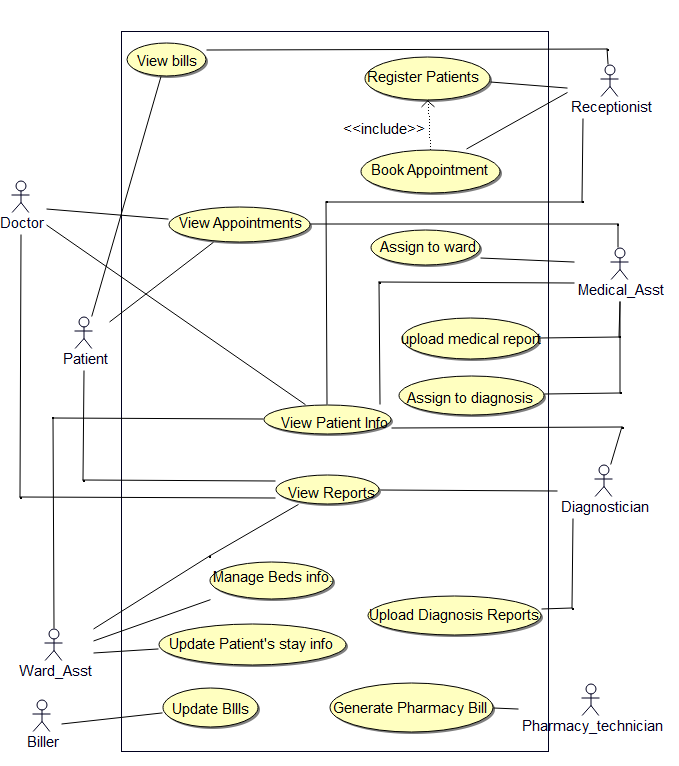 View bills
Register Patients
Receptionist
<<include>>
Book Appointment
Doctor
View Appointments
Assign to ward
Medical_Asst
Patient
upload medical report
Assign to diagnosis
View Patient Info
View Reports
Diagnostician
Manage Beds info.
Upload Diagnosis Reports
Update Patient's stay info
Ward_Asst
Update BIlls
Generate Pharmacy Bill
Pharmacy_technician
Biller